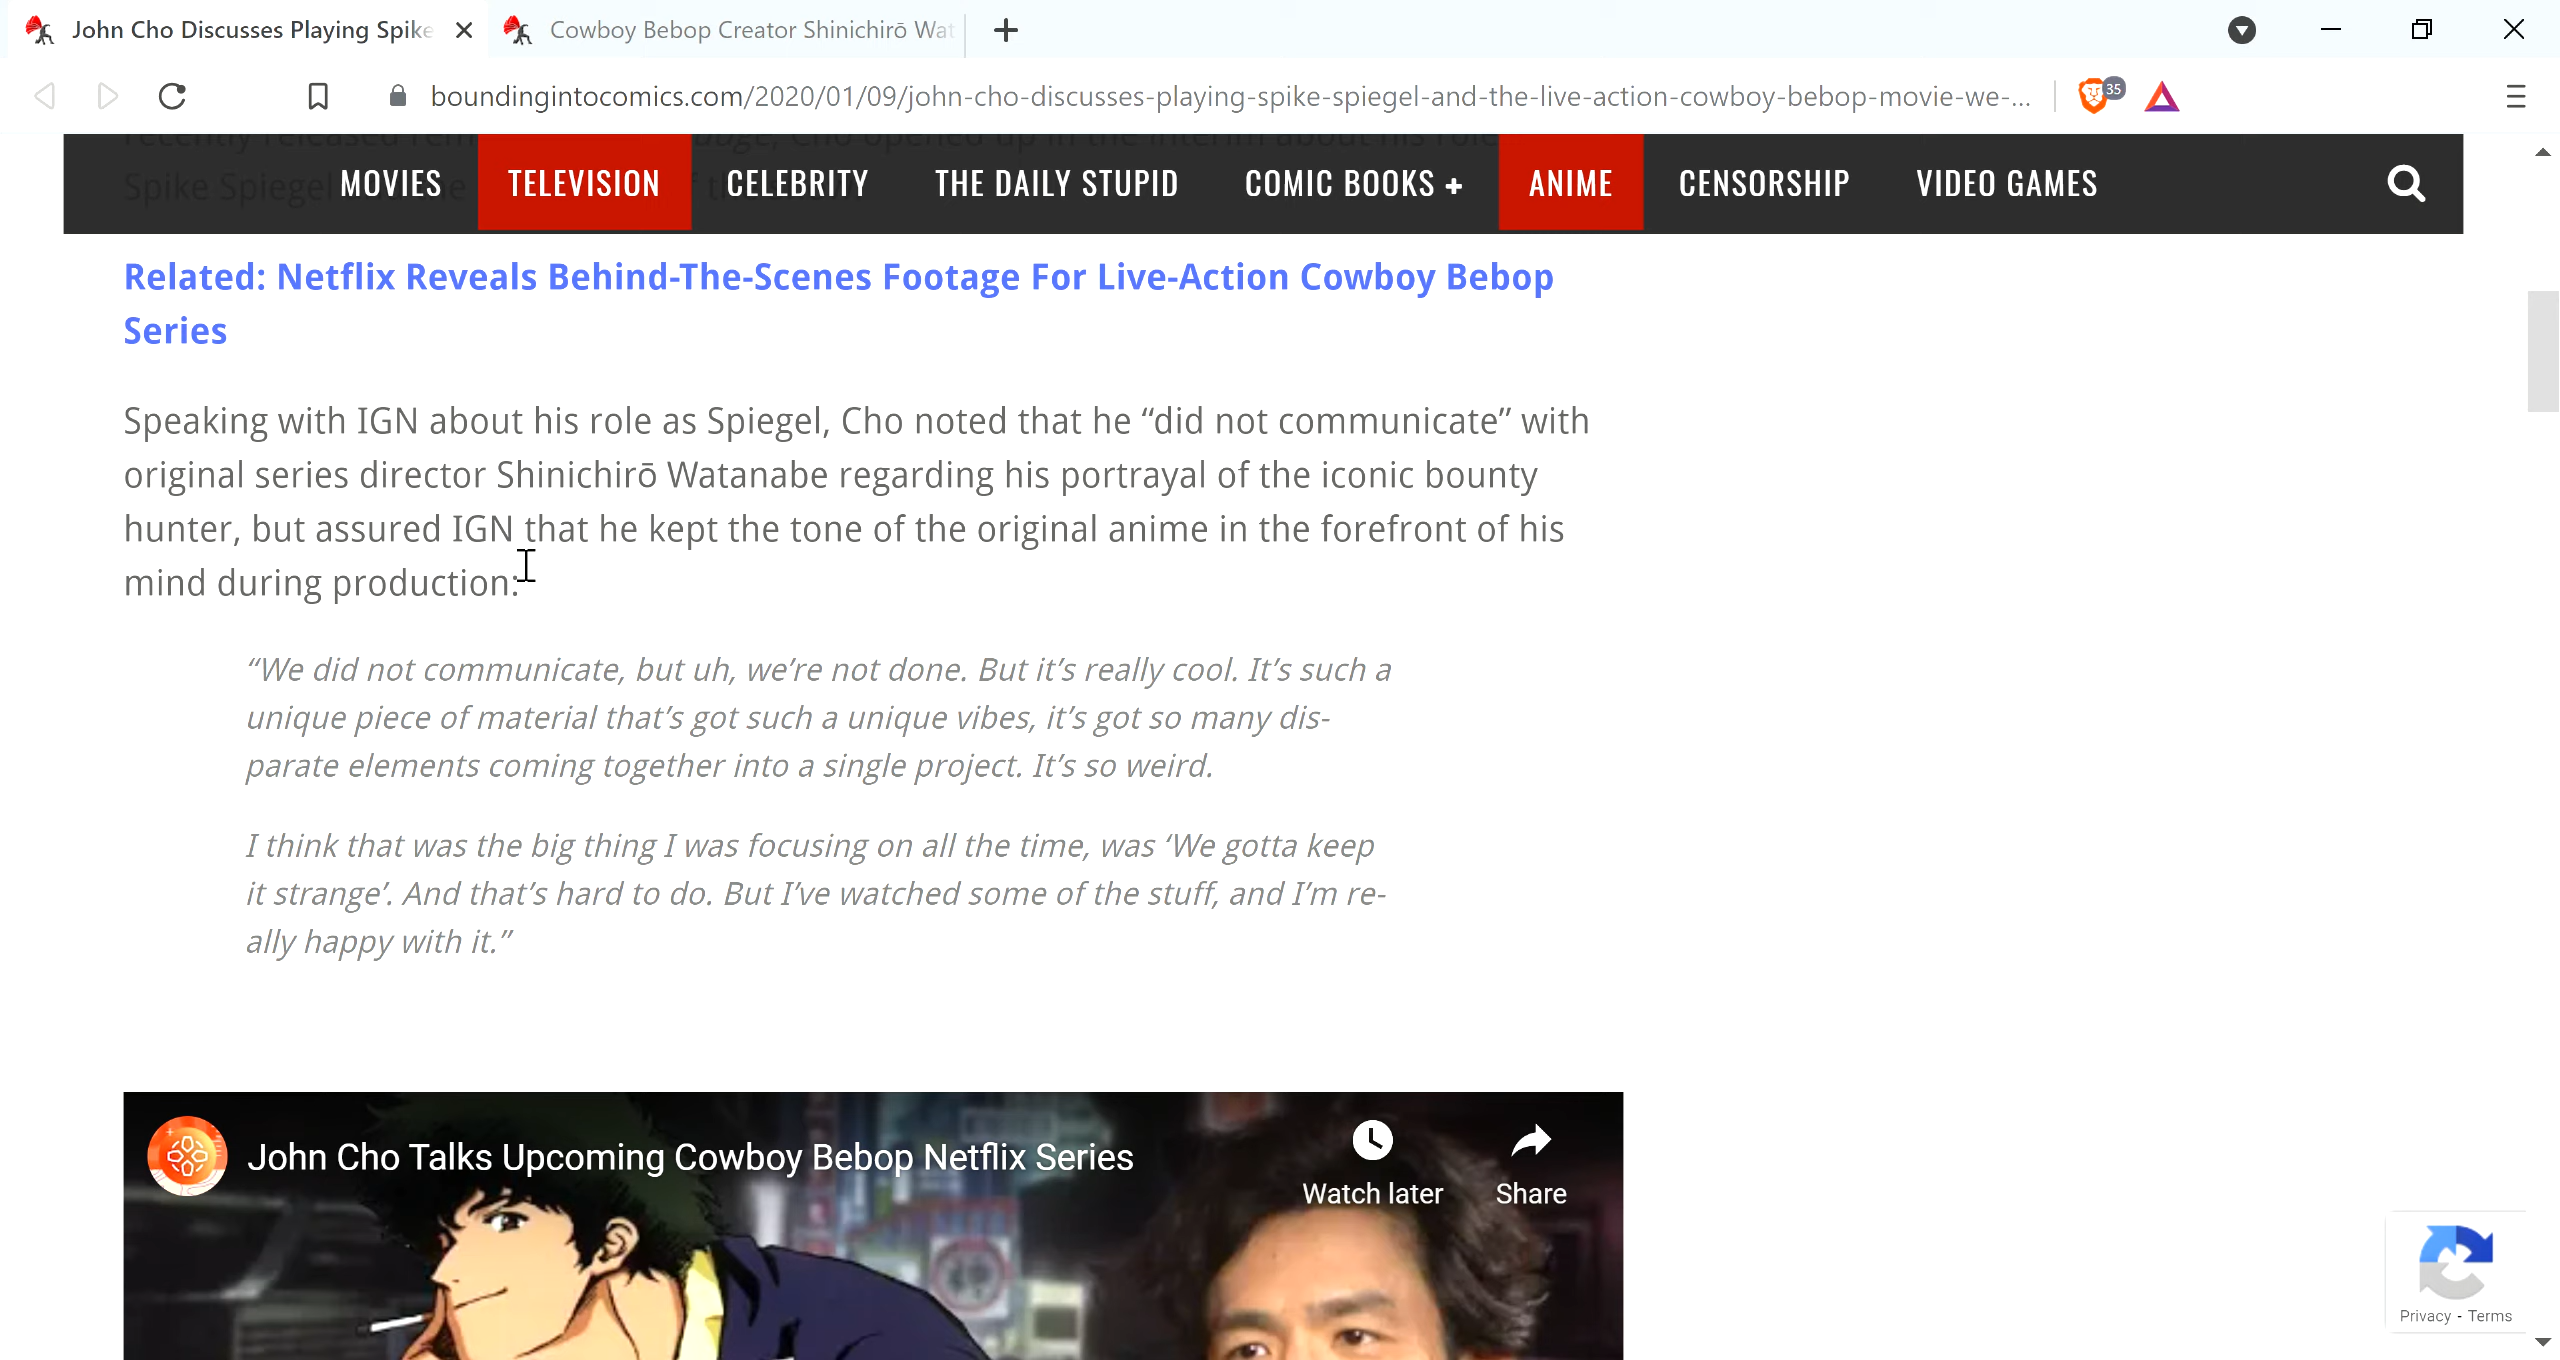 John Cho Discusses Playing Spike
Cowboy Bebop Creator Shinichirō Wat
boundingintocomics.com/2020/01/09/john-cho-discusses-playing-spike-spiegel-and-the-live-action-cowboy-bebop-movie-we-...
35
Spike Spiegel
MOVIES TELEVISION CELEBRITY THE DAILY STUPID COMIC BOOKS + ANIME CENSORSHIP VIDEO GAMES
Related: Netflix Reveals Behind-The-Scenes Footage For Live-Action Cowboy Bebop
Series
Speaking with IGN about his role as Spiegel, Cho noted that he “did not communicate” with
original series director Shinichirō Watanabe regarding his portrayal of the iconic bounty
hunter, but assured IGN that he kept the tone of the original anime in the forefront of his
mind during production:
“We did not communicate, but uh, we’re not done. But it’s really cool. It’s such a
unique piece of material that’s got such a unique vibes, it’s got so many dis-
parate elements coming together into a single project. It’s so weird.
I think that was the big thing I was focusing on all the time, was ‘We gotta keep
it strange’. And that’s hard to do. But I’ve watched some of the stuff, and I’m re-
ally happy with it.”
John Cho Talks Upcoming Cowboy Bebop Netflix Series
Watch later
Share
Privacy - Terms